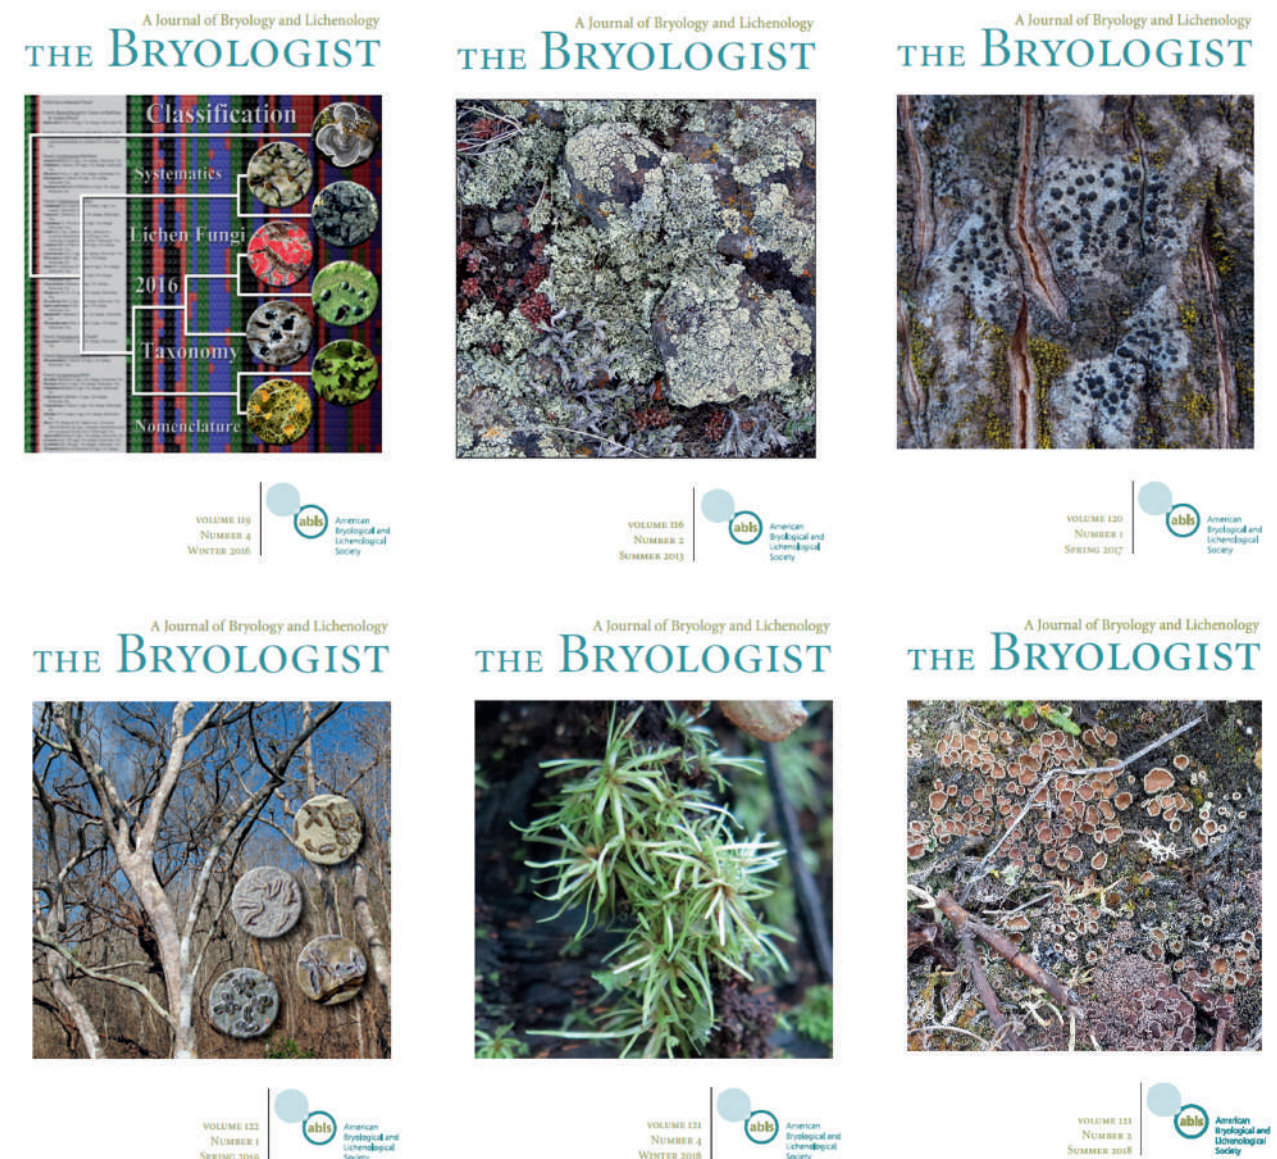 A Journal of Bryology and Lichenology
THE BRYOLOGIST
Classification
Systematics
Lichen Fungi
2016
Taxonomy
Nomenclature
VOLUME 119
NUMBER 4
WINTER 2016
abls
American
Bryological and
Lichenological
Society
A Journal of Bryology and Lichenology
THE BRYOLOGIST
VOLUME 116
NUMBER 2
SUMMER 2013
abls
American
Bryological and
Lichenological
Society
A Journal of Bryology and Lichenology
THE BRYOLOGIST
VOLUME 120
NUMBER 1
SPRING 2017
abls
American
Bryological and
Lichenological
Society
A Journal of Bryology and Lichenology
THE BRYOLOGIST
VOLUME 122
NUMBER 1
SPRING 2019
abls
American
Bryological and
Lichenological
Society
A Journal of Bryology and Lichenology
THE BRYOLOGIST
VOLUME 121
NUMBER 4
WINTER 2018
abls
American
Bryological and
Lichenological
Society
A Journal of Bryology and Lichenology
THE BRYOLOGIST
VOLUME 121
NUMBER 2
SUMMER 2018
abls
American
Bryological and
Lichenological
Society